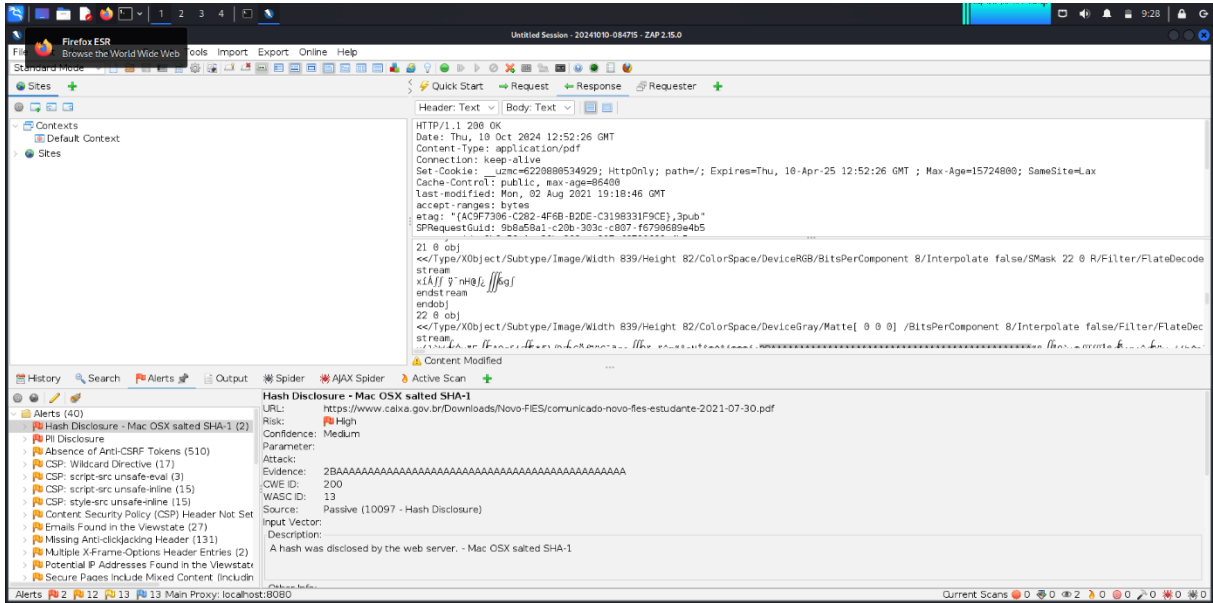 1 2 3 4
9:28
Untitled Session - 20241010-084715 - ZAP 2.15.0
Firefox ESR
Browse the World Wide Web
File
Tools Import Export Online Help
Standard Mode
Sites
Quick Start Request Response Requester
Header: Text Body: Text
Contexts
Default Context
Sites
HTTP/1.1 200 OK
Date: Thu, 10 Oct 2024 12:52:26 GMT
Content-Type: application/pdf
Connection: keep-alive
Set-Cookie: __uzmc=6220880534929; HttpOnly; path=/; Expires=Thu, 10-Apr-25 12:52:26 GMT ; Max-Age=15724800; SameSite=Lax
Cache-Control: public, max-age=86400
last-modified: Mon, 02 Aug 2021 19:18:46 GMT
accept-ranges: bytes
etag: "{AC9F7306-C282-4F6B-B2DE-C3198331F9CE},3pub"
SPRequestGuid: 9b8a58a1-c20b-303c-c807-f6790689e4b5
21 0 obj
<</Type/XObject/Subtype/Image/Width 839/Height 82/ColorSpace/DeviceRGB/BitsPerComponent 8/Interpolate false/SMask 22 0 R/Filter/FlateDecode
stream
endstream
endobj
22 0 obj
<</Type/XObject/Subtype/Image/Width 839/Height 82/ColorSpace/DeviceGray/Matte[ 0 0 0] /BitsPerComponent 8/Interpolate false/Filter/FlateDec
stream
Content Modified
History Search Alerts Output Spider AJAX Spider Active Scan
Alerts (40)
Hash Disclosure - Mac OSX salted SHA-1 (2)
PII Disclosure
Absence of Anti-CSRF Tokens (510)
CSP: Wildcard Directive (17)
CSP: script-src unsafe-eval (3)
CSP: script-src unsafe-inline (15)
CSP: style-src unsafe-inline (15)
Content Security Policy (CSP) Header Not Set
Emails Found in the Viewstate (27)
Missing Anti-clickjacking Header (131)
Multiple X-Frame-Options Header Entries (2)
Potential IP Addresses Found in the Viewstate
Secure Pages Include Mixed Content (Includin
Hash Disclosure - Mac OSX salted SHA-1
URL: https://www.caixa.gov.br/Downloads/Novo-FIES/comunicado-novo-fies-estudante-2021-07-30.pdf
Risk: High
Confidence: Medium
Parameter:
Attack:
Evidence:
CWE ID: 200
WASC ID: 13
Source: Passive (10097 - Hash Disclosure)
Input Vector:
Description:
A hash was disclosed by the web server. - Mac OSX salted SHA-1
Other Info:
Alerts 2 12 13 13 Main Proxy: localhost:8080
Current Scans 0 0 2 0 0 0 0 0